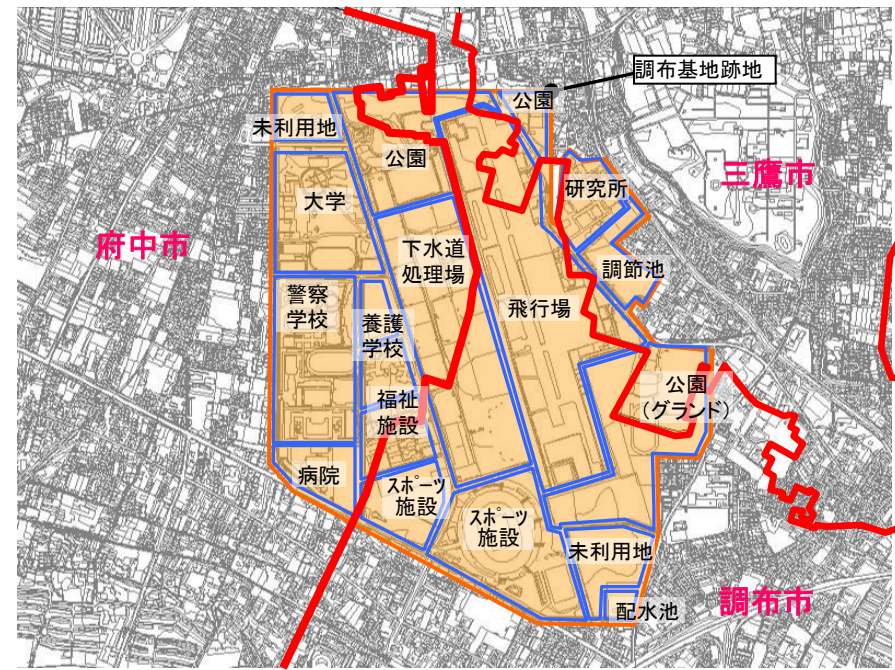 調布基地跡地
公園
未利用地
公園
三鷹市
研究所
大学
府中市
下水道
処理場
調節池
警察
学校
養護
学校
飛行場
公園
(グランド)
福祉
施設
病院
スポーツ
施設
スポーツ
施設
未利用地
調布市
配水池